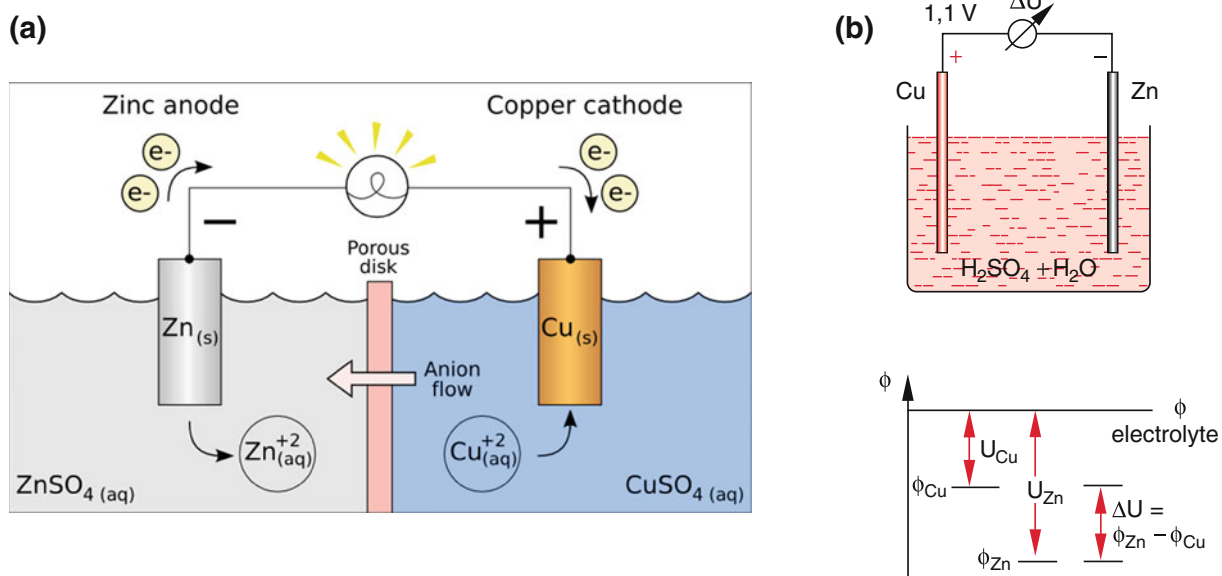 (a)
Zinc anode
Copper cathode
e-
e-
e-
e-
−
+
Porous
disk
Zn(s)
Cu(s)
Anion
flow
Zn+2(aq)
Cu+2(aq)
ZnSO4 (aq)
CuSO4 (aq)
(b)
1,1 V
ΔU
+
−
Cu
Zn
H2SO4 +H2O
ϕ
ϕ
electrolyte
UCu
ϕCu
UZn
ΔU =
ϕZn − ϕCu
ϕZn